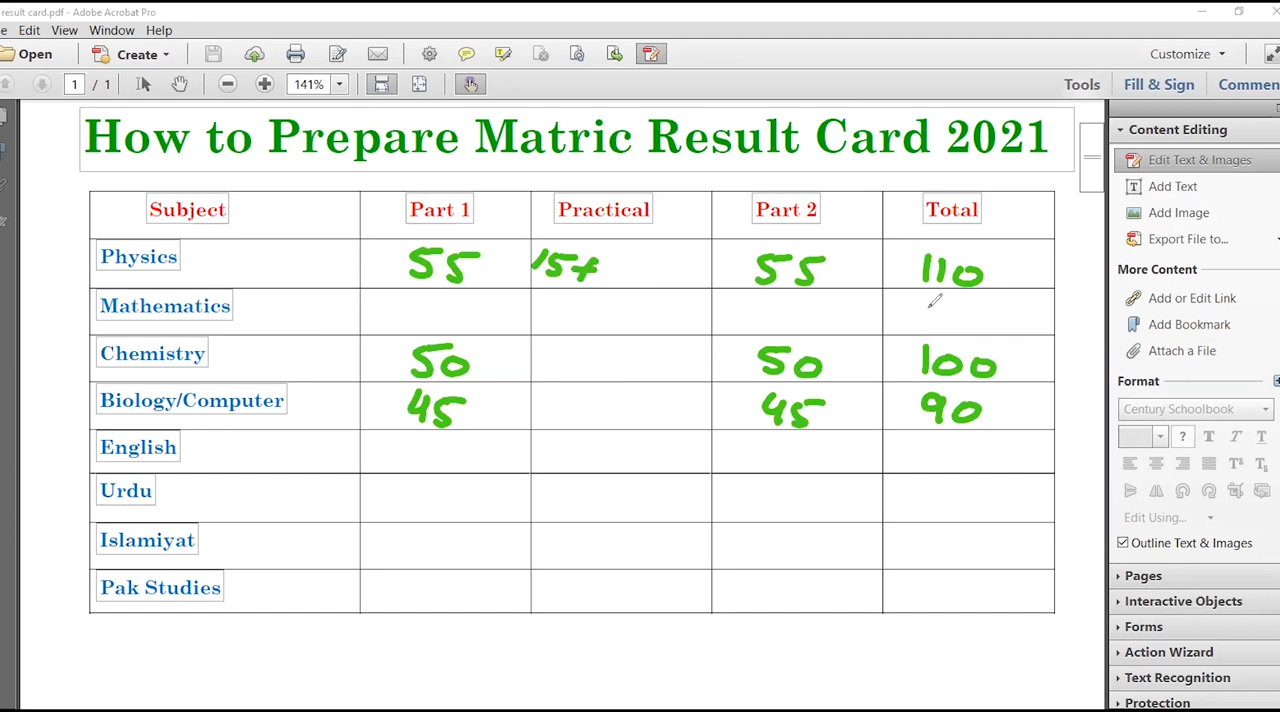 result card.pdf - Adobe Acrobat Pro
Edit View Window Help
Open Create Customize
1 / 1 141% Tools Fill & Sign Commen
How to Prepare Matric Result Card 2021
Subject Part 1 Practical Part 2 Total
Physics 55 15+ 55 110
Mathematics
Chemistry 50 50 100
Biology/Computer 45 45 90
English
Urdu
Islamiyat
Pak Studies
Content Editing
Edit Text & Images
Add Text
Add Image
Export File to...
More Content
Add or Edit Link
Add Bookmark
Attach a File
Format
Century Schoolbook
? T T T
T T
Edit Using...
Outline Text & Images
Pages
Interactive Objects
Forms
Action Wizard
Text Recognition
Protection